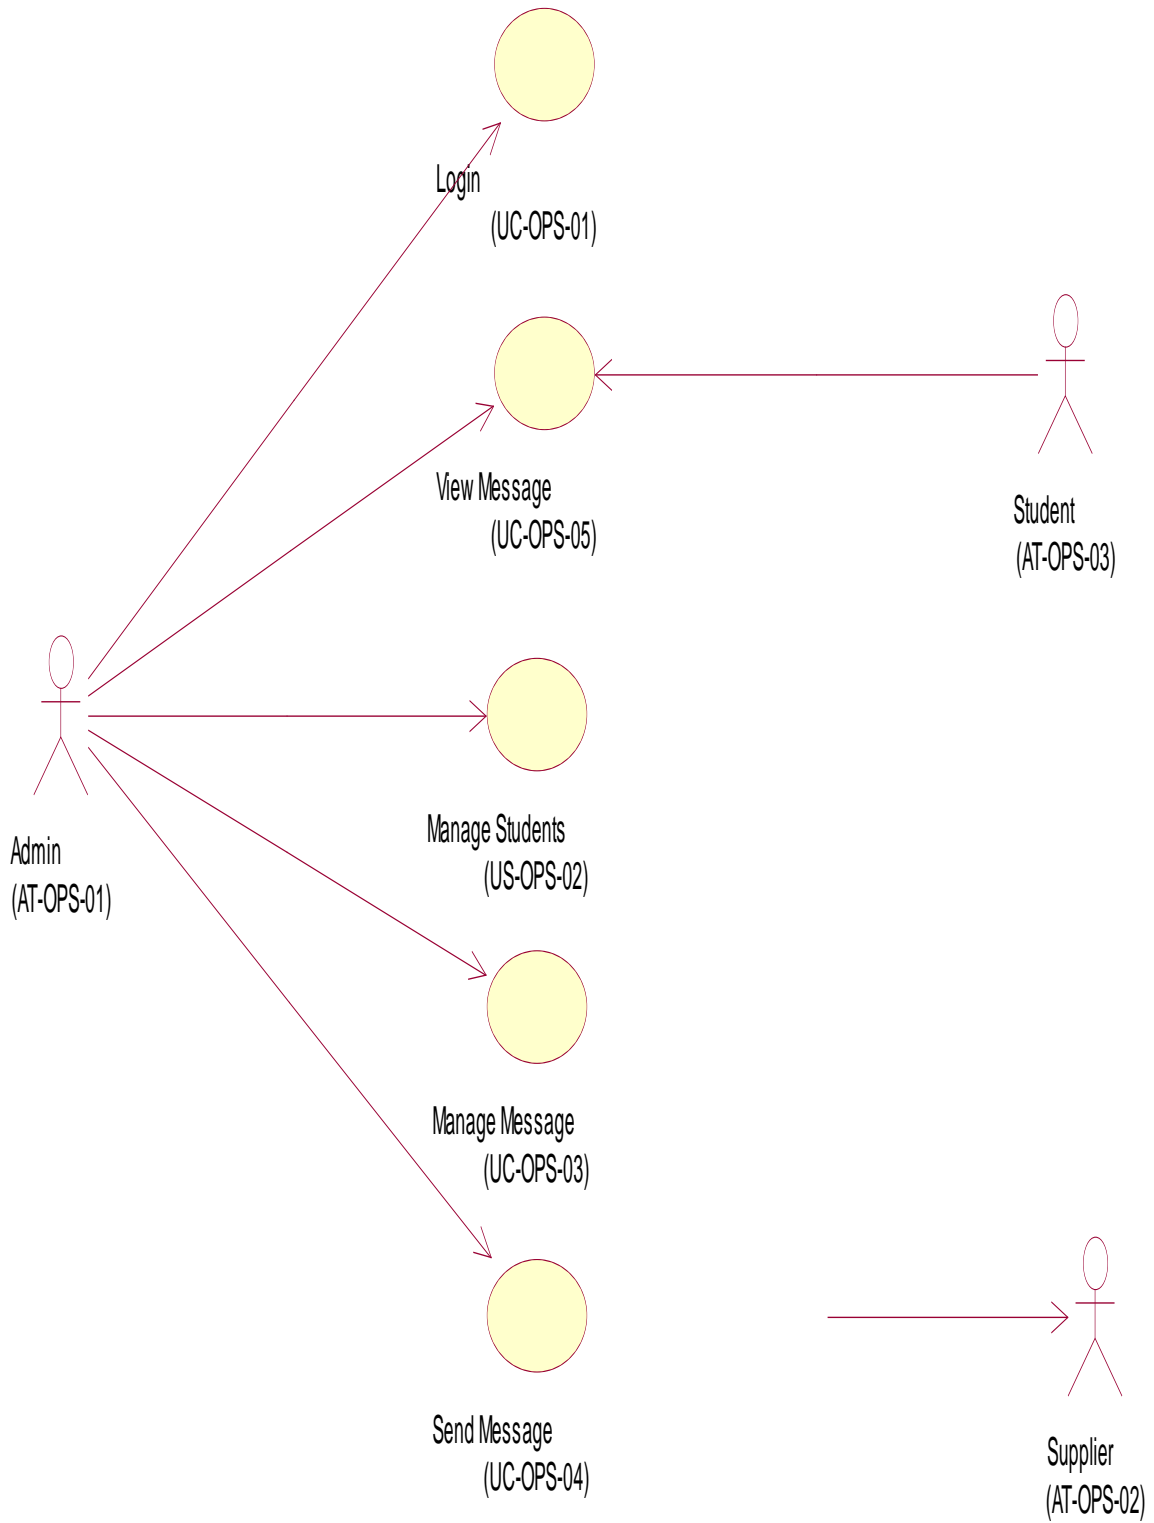 Login
(UC-OPS-01)
View Message
(UC-OPS-05)
Student
(AT-OPS-03)
Manage Students
(US-OPS-02)
Admin
(AT-OPS-01)
Manage Message
(UC-OPS-03)
Send Message
(UC-OPS-04)
Supplier
(AT-OPS-02)